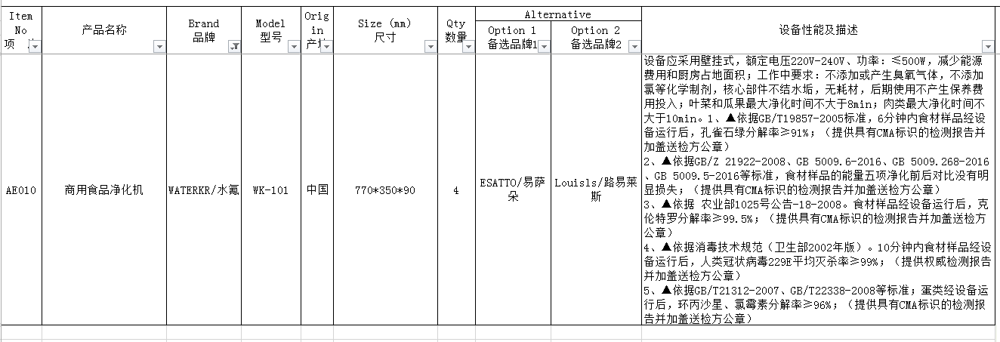 Item
No
项
产品名称
Brand
品牌
Model
型号
Orig
in
产地
Size (mm)
尺寸
Qty
数量
Alternative
Option 1
备选品牌1
Option 2
备选品牌2
设备性能及描述
AE010
商用食品净化机
WATERKR/水氪
WK-101
中国
770*350*90
4
ESATTO/易萨
朵
Louisls/路易莱
斯
设备应采用壁挂式，额定电压220V-240V、功率：≤500W，减少能源
费用和厨房占地面积；工作中要求：不添加或产生臭氧气体，不添加
氯等化学制剂，核心部件不结水垢，无耗材，后期使用不产生保养费
用投入；叶菜和瓜果最大净化时间不大于8min；肉类最大净化时间不
大于10min。1、▲依据GB/T19857-2005标准，6分钟内食材样品经设
备运行后，孔雀石绿分解率≥91%；（提供具有CMA标识的检测报告并
加盖送检方公章）
2、▲依据GB/Z 21922-2008、GB 5009.6-2016、GB 5009.268-2016
、GB 5009.5-2016等标准，食材样品的能量五项净化前后对比没有明
显损失；（提供具有CMA标识的检测报告并加盖送检方公章）
3、▲依据 农业部1025号公告-18-2008。食材样品经设备运行后，克
伦特罗分解率≥99.5%；（提供具有CMA标识的检测报告并加盖送检方
公章）
4、▲依据消毒技术规范（卫生部2002年版）。10分钟内食材样品经设
备运行后，人类冠状病毒229E平均灭杀率≥99%；（提供权威检测报告
并加盖送检方公章）
5、▲依据GB/T21312-2007、GB/T22338-2008等标准；蛋类经设备运
行后，环丙沙星、氯霉素分解率≥96%；（提供具有CMA标识的检测报
告并加盖送检方公章）